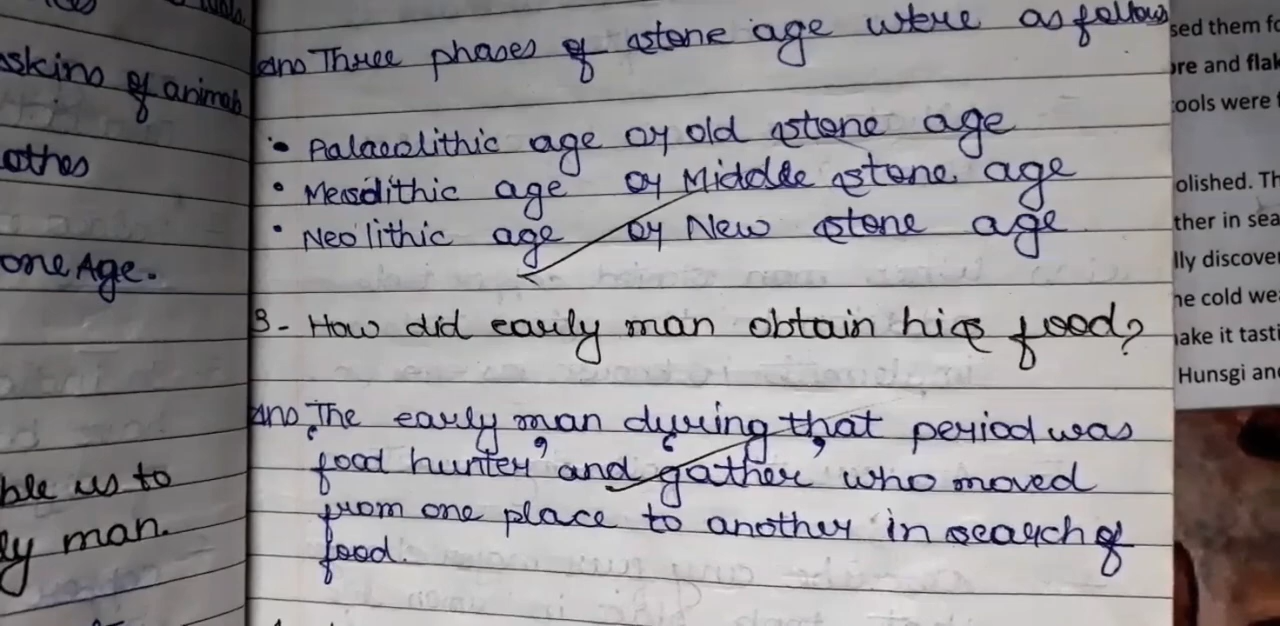 skins of animals
othes
one Age.
ble us to
ly man.
Ans Three phases of stone age were as follows
• Palaeolithic age or old stone age
• Mesolithic age or Middle stone age
• Neolithic age or New stone age
3- How did early man obtain his food?
Ans. The early man during that period was
'food hunter' and 'gather' who moved
from one place to another in search of
food.
sed them fo
ore and flak
ools were
olished. Th
ther in sea
lly discover
he cold we
ake it tasti
Hunsgi and